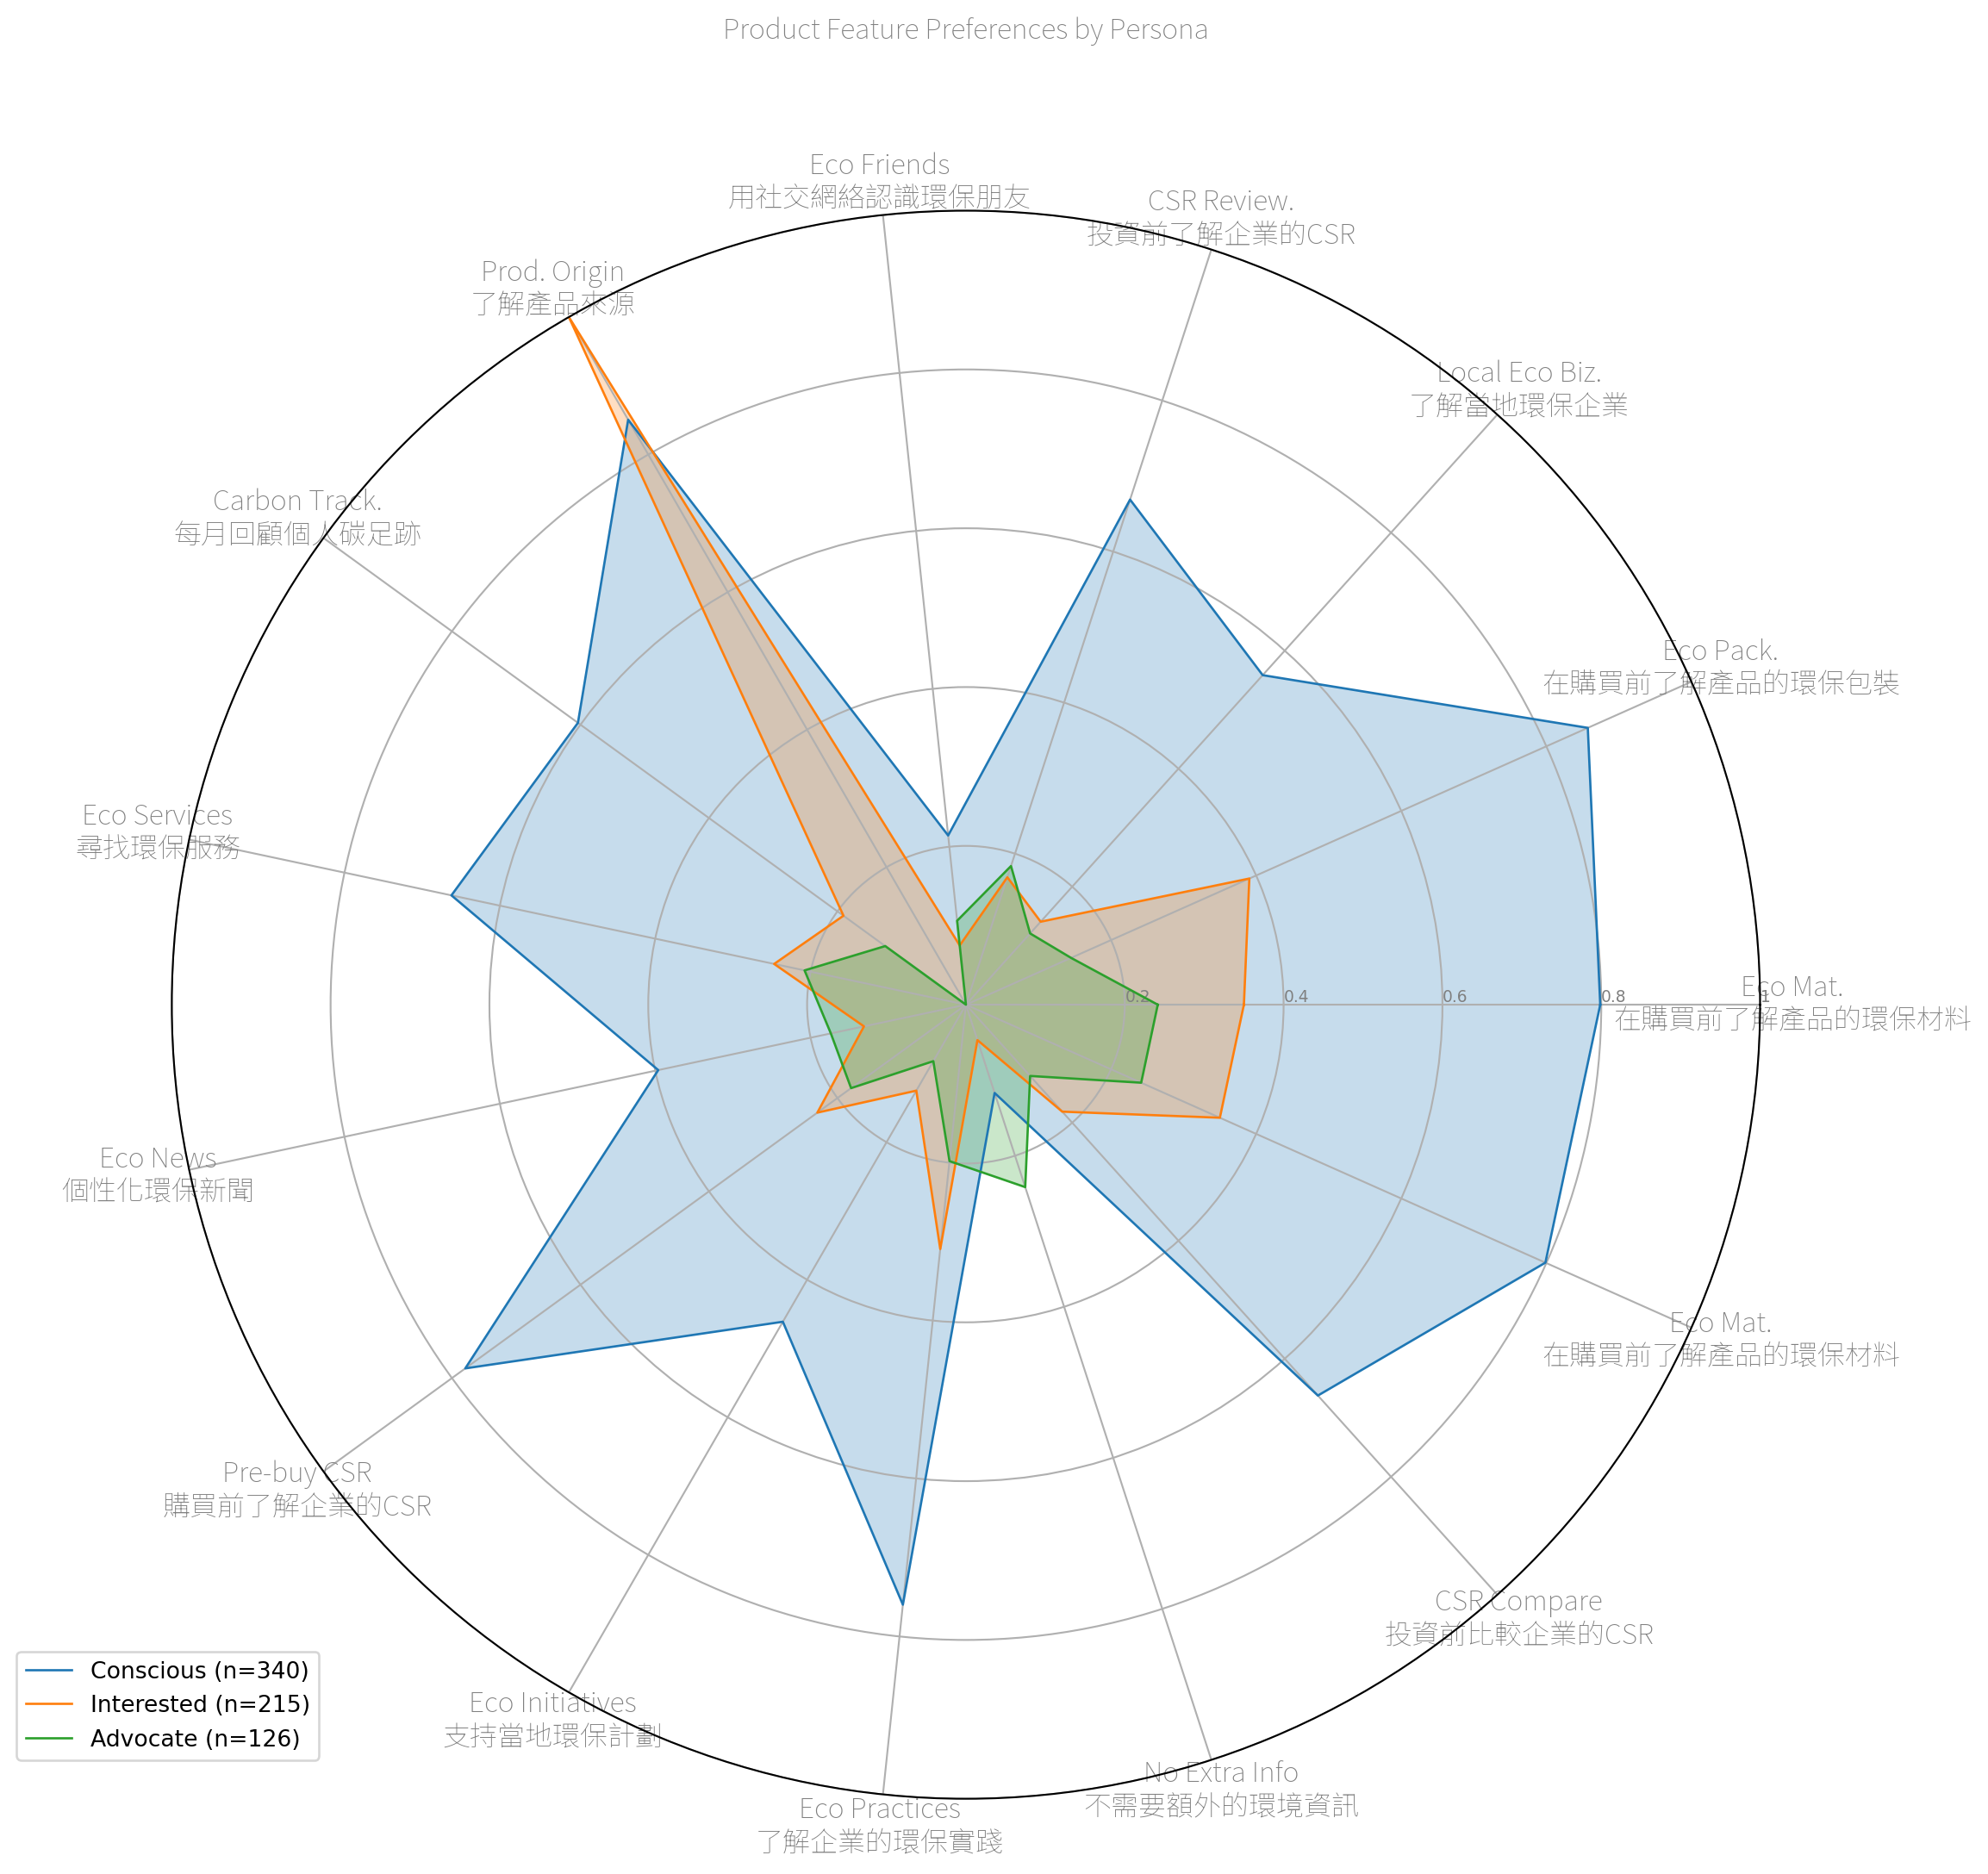 Product Feature Preferences by Persona
Eco Friends
用社交網絡認識環保朋友
CSR Review.
投資前了解企業的CSR
Prod. Origin
了解產品來源
Local Eco Biz.
了解當地環保企業
Carbon Track.
每月回顧個人碳足跡
Eco Pack.
在購買前了解產品的環保包裝
Eco Services
尋找環保服務
Eco Mat.
在購買前了解產品的環保材料
0.2
0.4
0.6
0.8
1
Eco News
個性化環保新聞
Eco Mat.
在購買前了解產品的環保材料
Pre-buy CSR
購買前了解企業的CSR
CSR Compare
投資前比較企業的CSR
Eco Initiatives
支持當地環保計劃
No Extra Info
不需要額外的環境資訊
Eco Practices
了解企業的環保實踐
Conscious (n=340)
Interested (n=215)
Advocate (n=126)